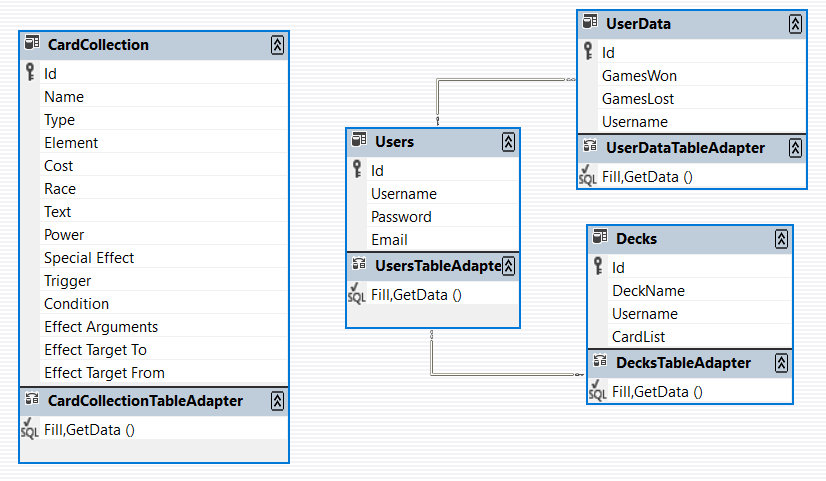 CardCollection
Id
Name
Type
Element
Cost
Race
Text
Power
Special Effect
Trigger
Condition
Effect Arguments
Effect Target To
Effect Target From
CardCollectionTableAdapter
SQL Fill,GetData ()
Users
Id
Username
Password
Email
UsersTableAdapte
SQL Fill,GetData ()
UserData
Id
GamesWon
GamesLost
Username
UserDataTableAdapter
SQL Fill,GetData ()
Decks
Id
DeckName
Username
CardList
DecksTableAdapter
SQL Fill,GetData ()